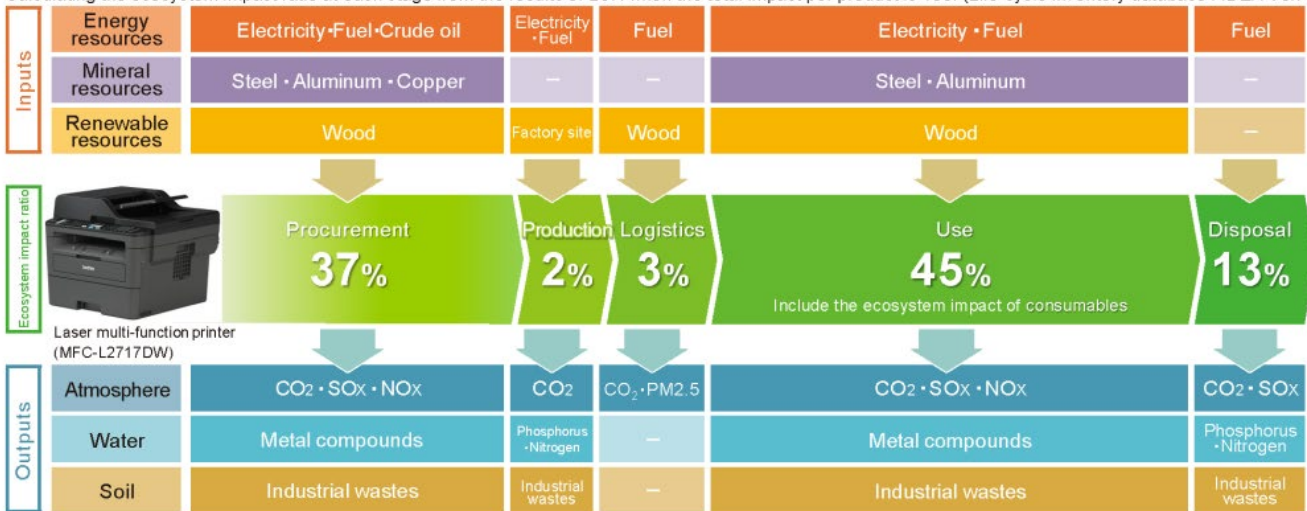 Inputs
Energy
resources
Electricity・Fuel・Crude oil
Electricity
・Fuel
Fuel
Electricity・Fuel
Fuel
Mineral
resources
Steel・Aluminum・Copper
–
–
Steel・Aluminum
–
Renewable
resources
Wood
Factory site
Wood
Wood
–
Ecosystem impact ratio
brother
Laser multi-function printer
(MFC-L2717DW)
Procurement
37%
Production
2%
Logistics
3%
Use
45%
Include the ecosystem impact of consumables
Disposal
13%
Outputs
Atmosphere
CO2・SOx・NOx
CO2
CO2・PM2.5
CO2・SOx・NOx
CO2・SOx
Water
Metal compounds
Phosphorus
・Nitrogen
–
Metal compounds
Phosphorus
・Nitrogen
Soil
Industrial wastes
Industrial
wastes
–
Industrial wastes
Industrial
wastes